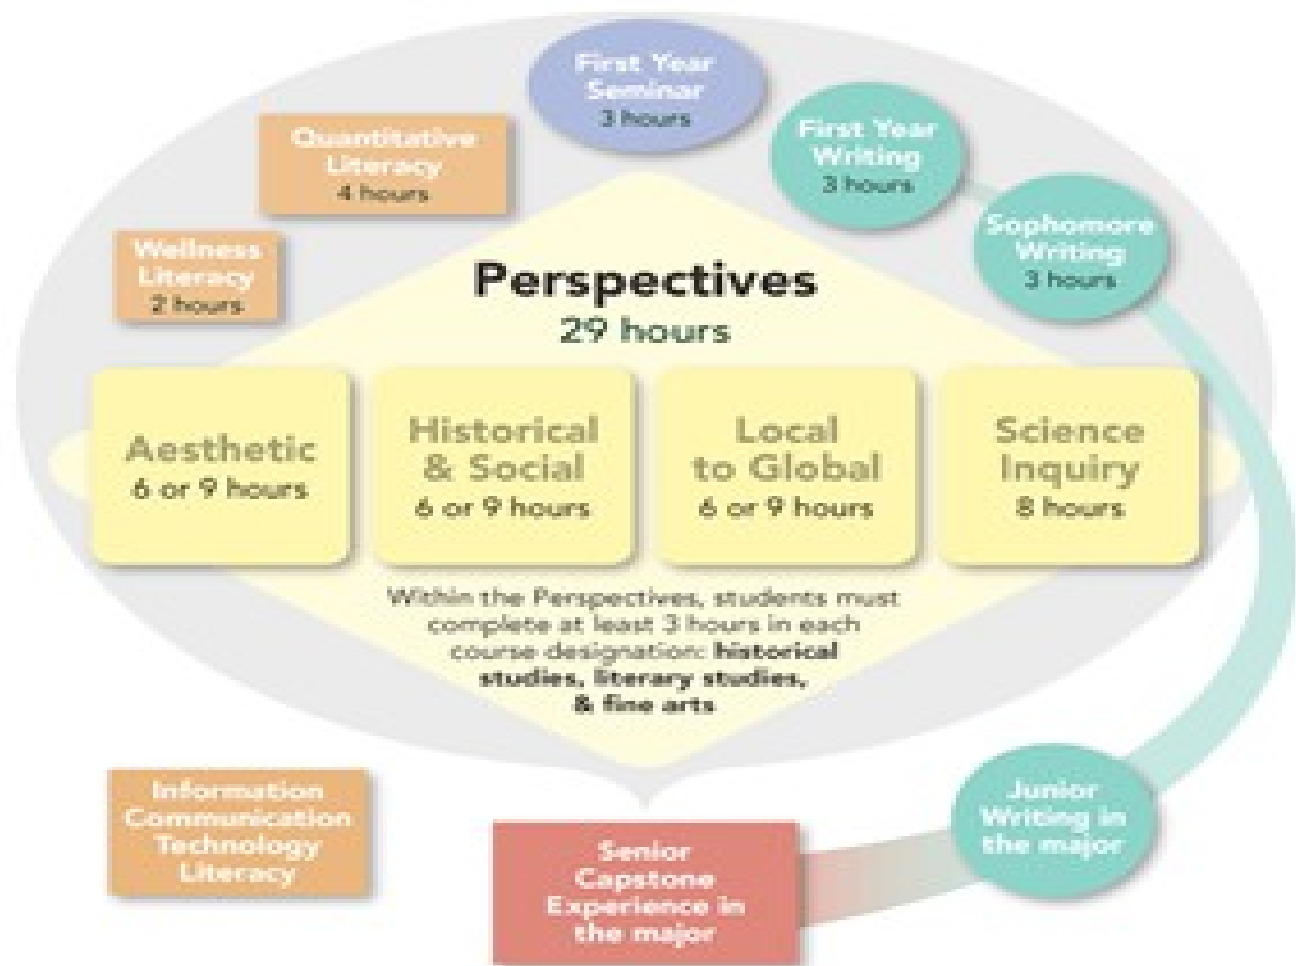 First Year
Seminar
3 hours
Quantitative
Literacy
4 hours
First Year
Writing
3 hours
Wellness
Literacy
2 hours
Sophomore
Writing
3 hours
Perspectives
29 hours
Aesthetic
6 or 9 hours
Historical
& Social
6 or 9 hours
Local
to Global
6 or 9 hours
Science
Inquiry
8 hours
Within the Perspectives, students must
complete at least 3 hours in each
course designation: historical
studies, literary studies,
& fine arts
Information
Communication
Technology
Literacy
Senior
Capstone
Experience in
the major
Junior
Writing in
the major